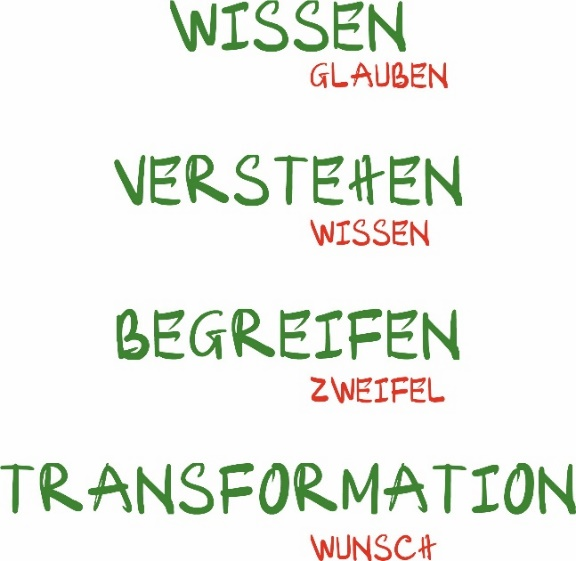 WISSEN
GLAUBEN
VERSTEHEN
WISSEN
BEGREIFEN
ZWEIFEL
TRANSFORMATION
WUNSCH